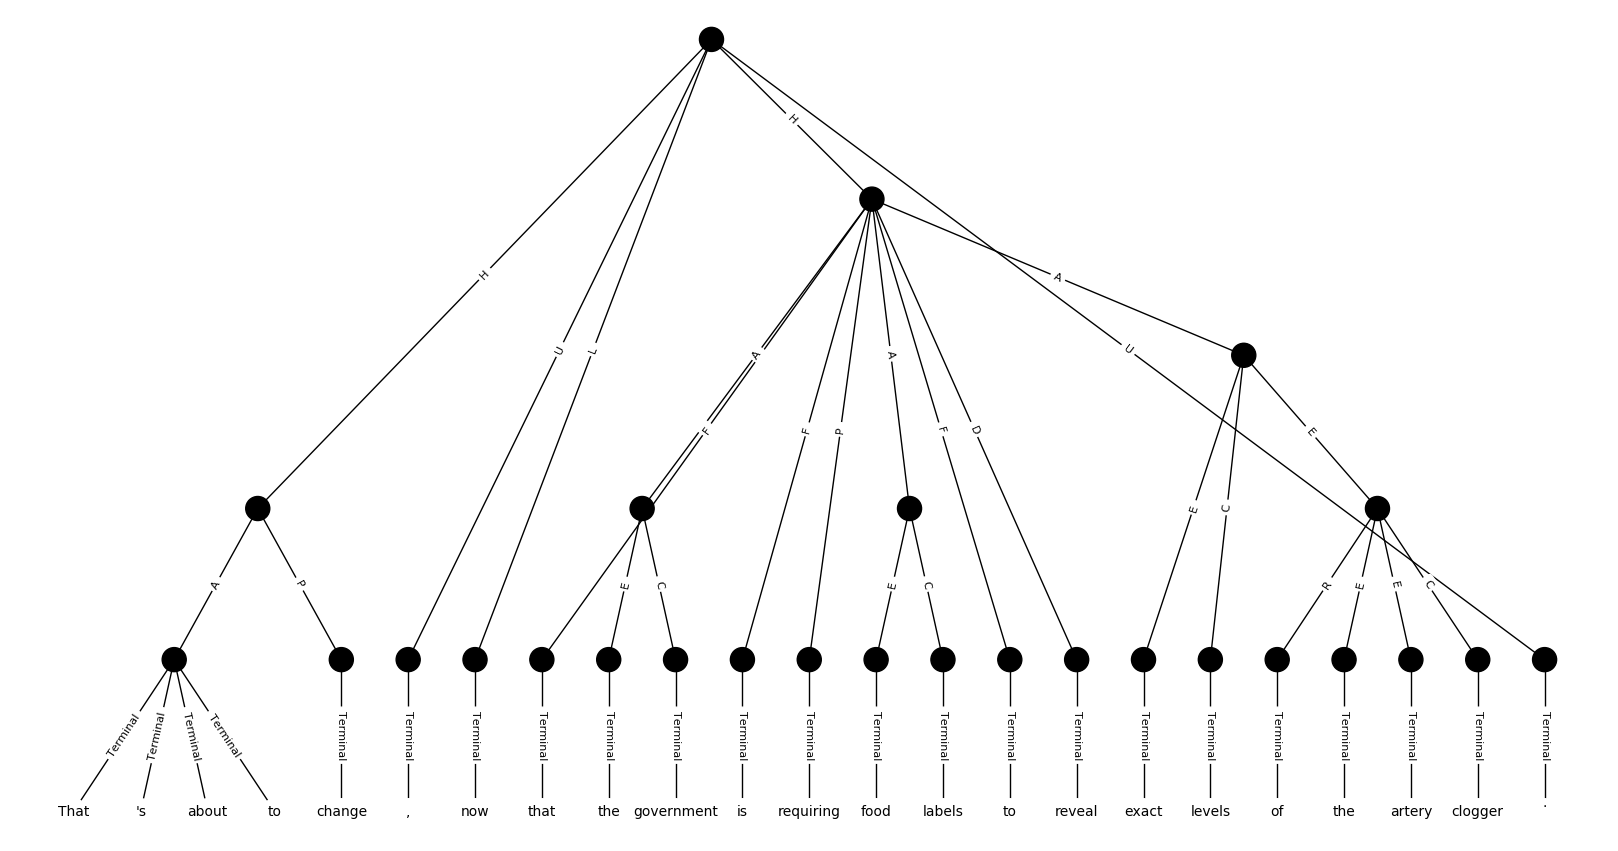 H
H
A
U
L
A
A
U
F
F
P
F
D
E
A
P
E
C
E
C
E
C
R
E
E
C
Terminal Terminal Terminal Terminal Terminal Terminal Terminal Terminal Terminal Terminal Terminal Terminal Terminal Terminal Terminal Terminal Terminal Terminal Terminal Terminal Terminal Terminal Terminal
That 's about to change , now that the government is requiring food labels to reveal exact levels of the artery clogger .